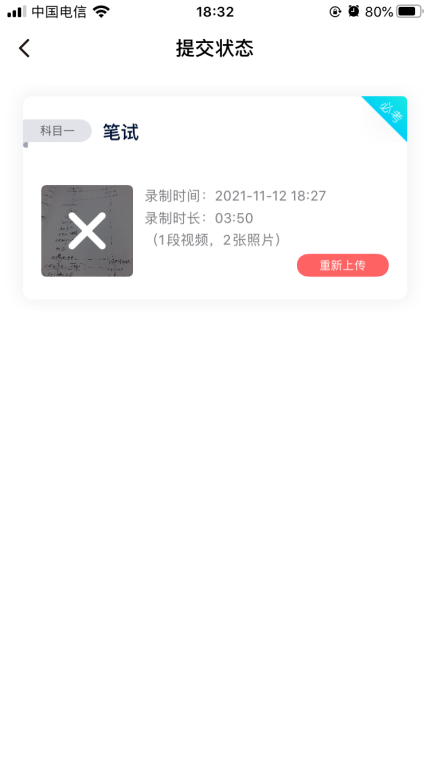 中国电信 18:32 80%
提交状态
必考
科目一 笔试
录制时间：2021-11-12 18:27
录制时长：03:50
（1段视频，2张照片）
重新上传